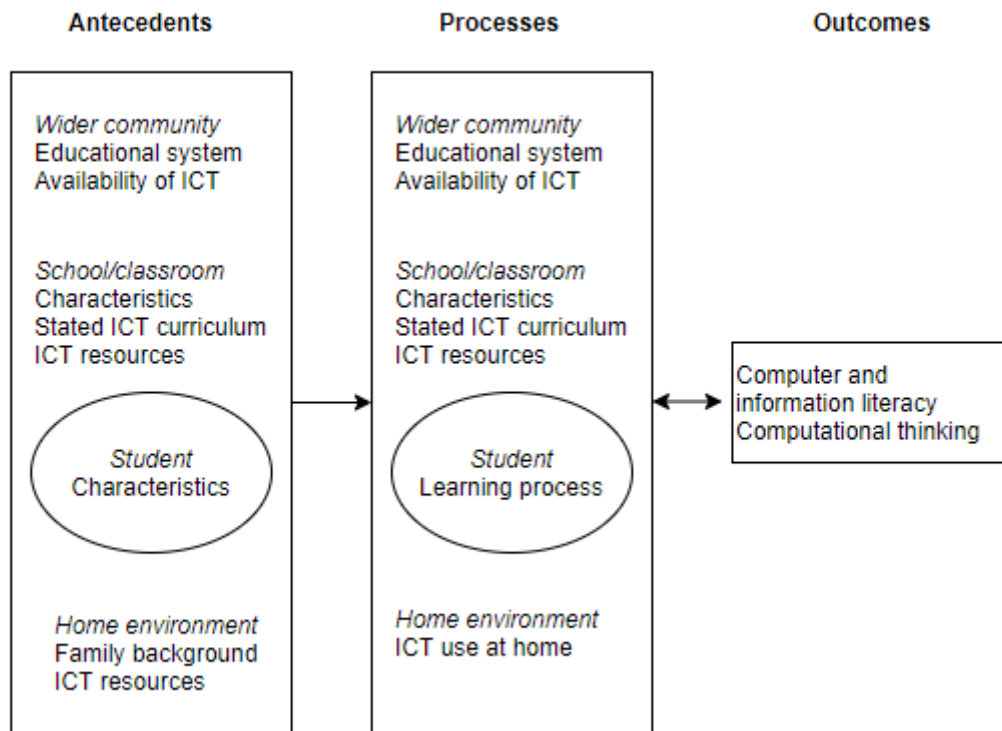 Antecedents
Processes
Outcomes
Wider community
Educational system
Availability of ICT
School/classroom
Characteristics
Stated ICT curriculum
ICT resources
Student
Characteristics
Home environment
Family background
ICT resources
Wider community
Educational system
Availability of ICT
School/classroom
Characteristics
Stated ICT curriculum
ICT resources
Student
Learning process
Home environment
ICT use at home
Computer and
information literacy
Computational thinking